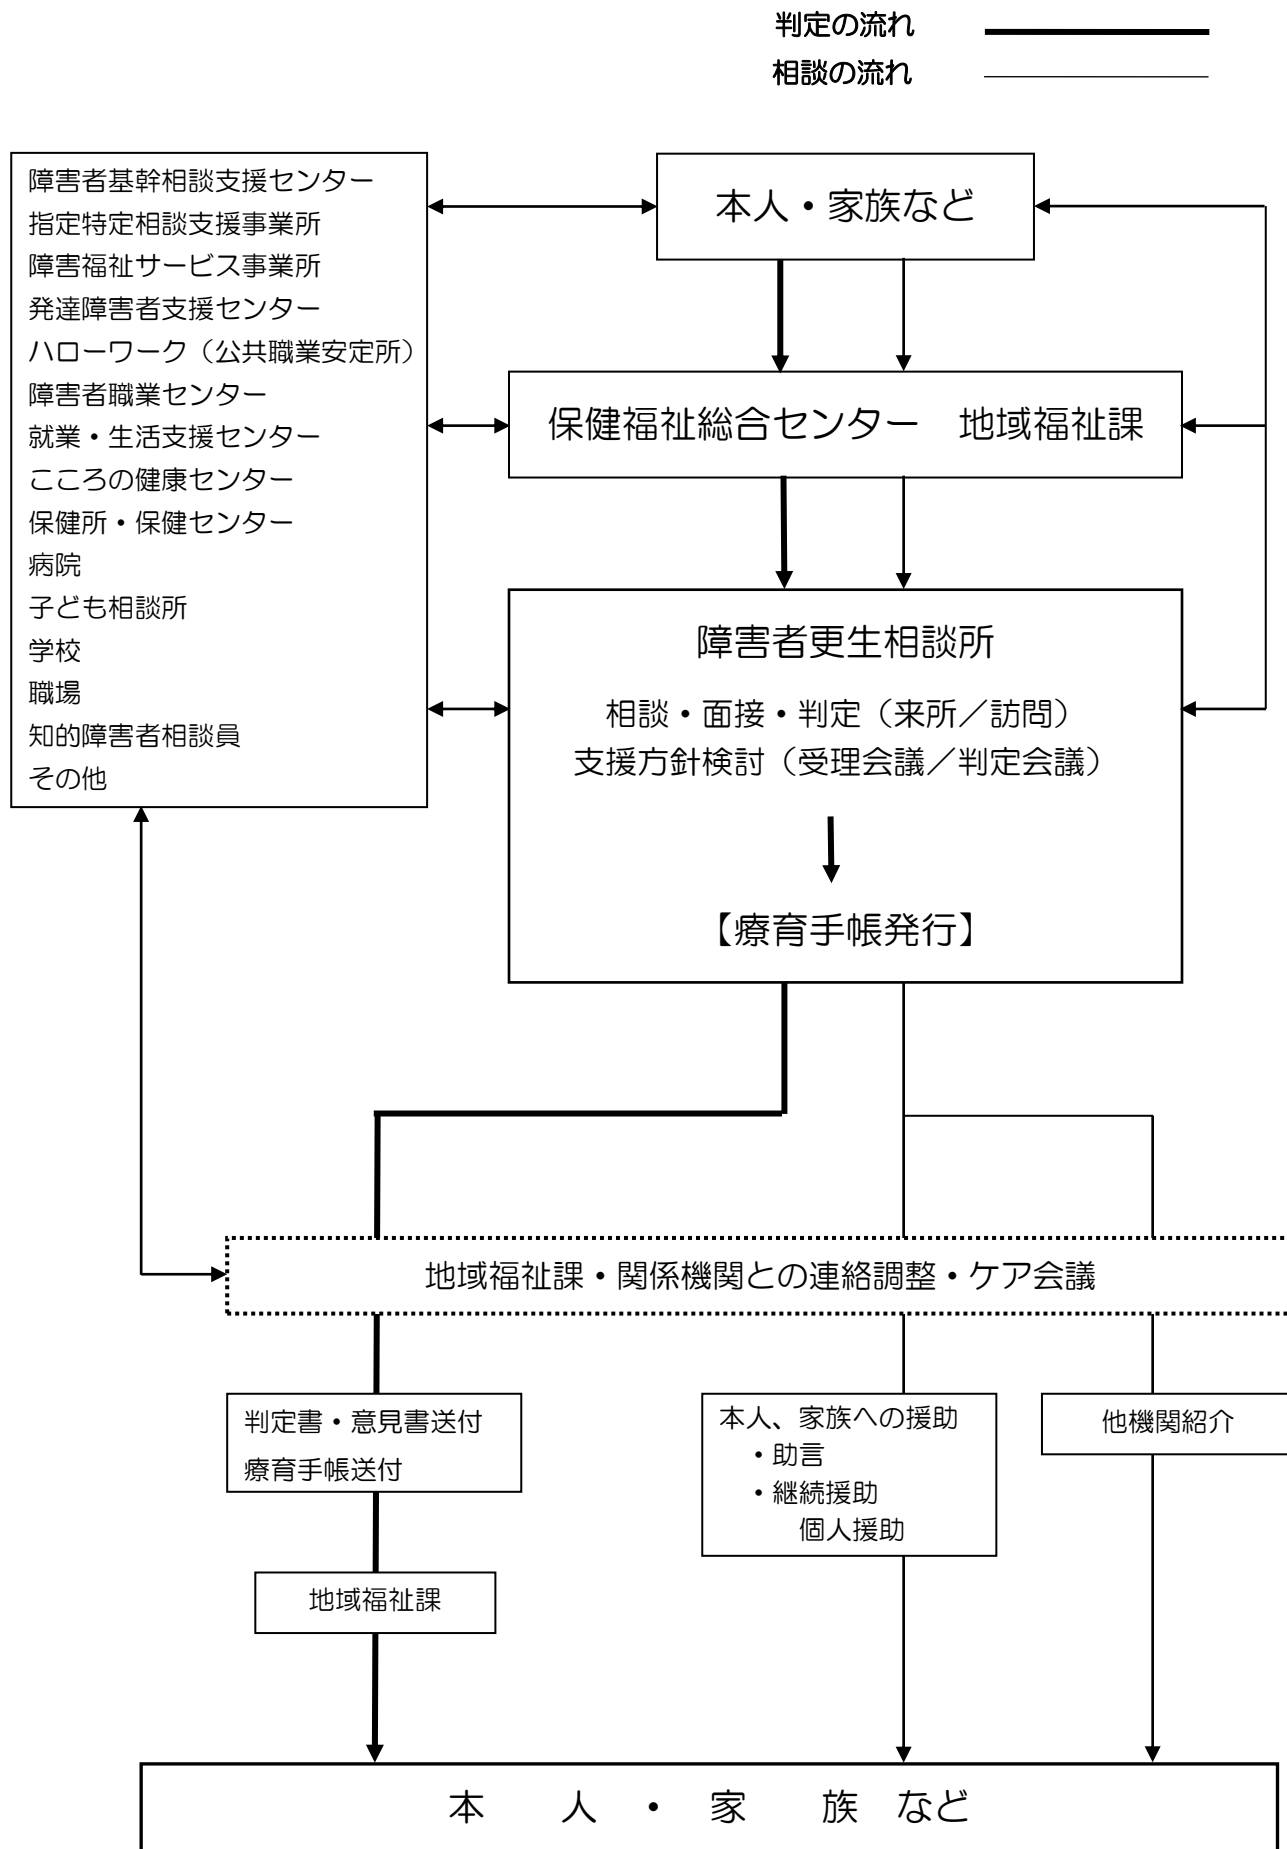 判定の流れ
相談の流れ
障害者基幹相談支援センター
指定特定相談支援事業所
障害福祉サービス事業所
発達障害者支援センター
ハローワーク（公共職業安定所）
障害者職業センター
就業・生活支援センター
こころの健康センター
保健所・保健センター
病院
子ども相談所
学校
職場
知的障害者相談員
その他
本人・家族など
保健福祉総合センター　地域福祉課
障害者更生相談所
相談・面接・判定（来所／訪問）
支援方針検討（受理会議／判定会議）
【療育手帳発行】
地域福祉課・関係機関との連絡調整・ケア会議
判定書・意見書送付
療育手帳送付
地域福祉課
本人、家族への援助
・助言
・継続援助
個人援助
他機関紹介
本　人　・　家　族　など